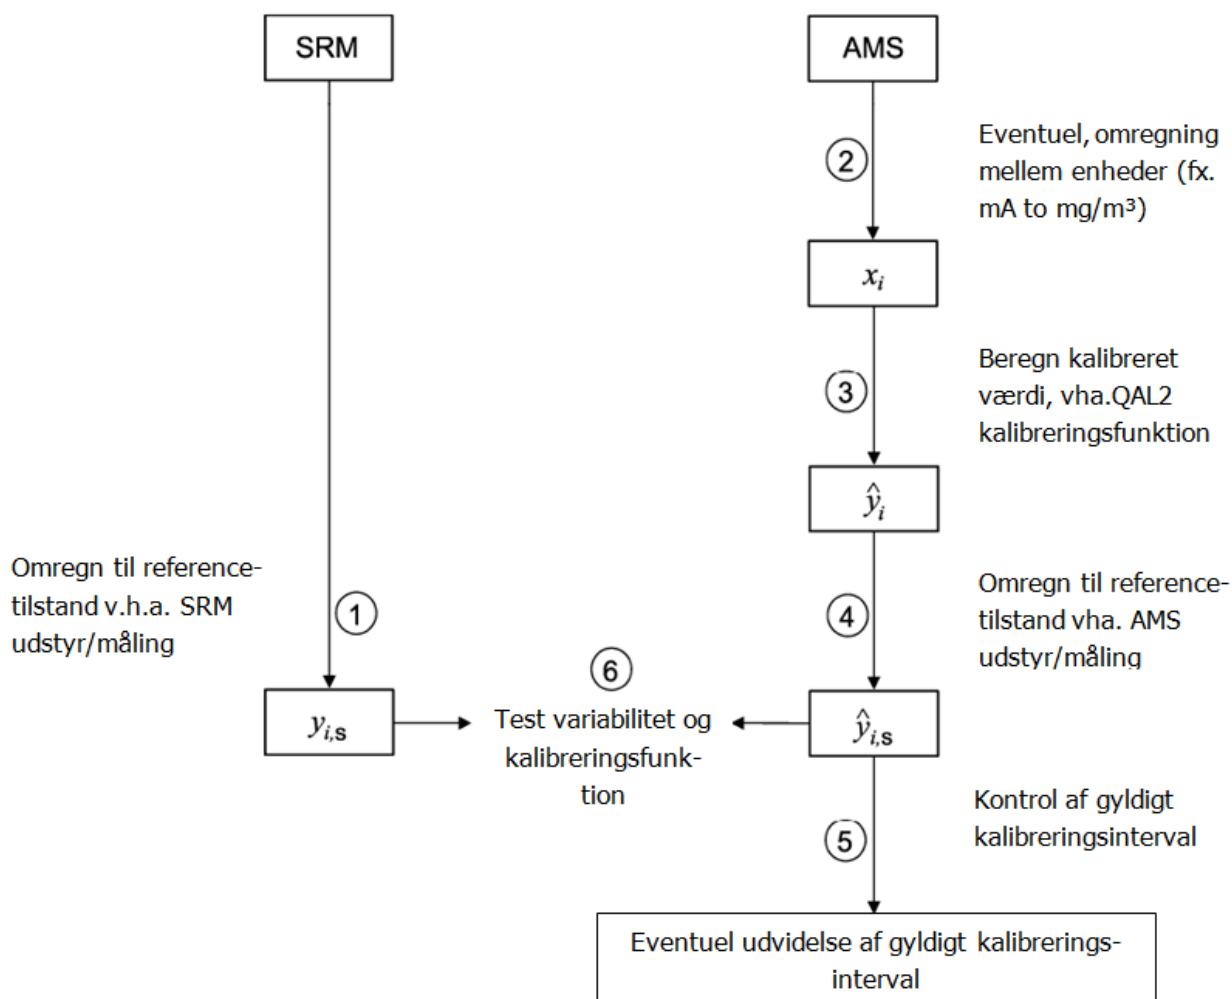 SRM
AMS
2
Eventuel, omregning
mellem enheder (fx.
mA to mg/m³)
xᵢ
3
Beregn kalibreret
værdi, vha.QAL2
kalibreringsfunktion
ŷᵢ
Omregn til reference-
tilstand v.h.a. SRM
udstyr/måling
1
4
Omregn til reference-
tilstand vha. AMS
udstyr/måling
6
yᵢ,s
Test variabilitet og
kalibreringsfunk-
tion
ŷᵢ,s
5
Kontrol af gyldigt
kalibreringsinterval
Eventuel udvidelse af gyldigt kalibrerings-
interval